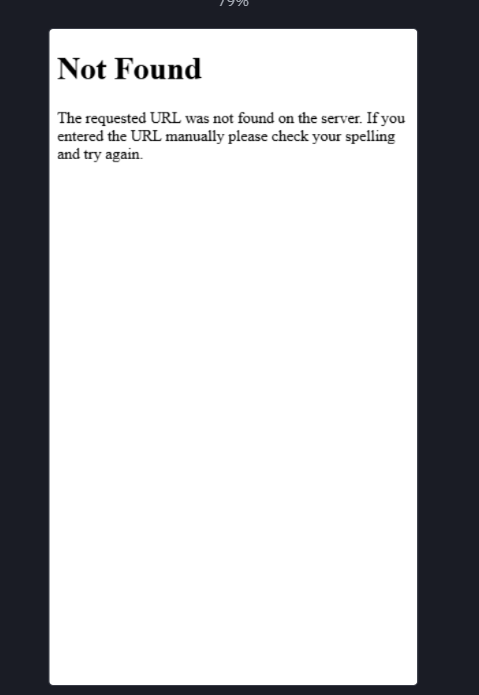 79%
Not Found
The requested URL was not found on the server. If you
entered the URL manually please check your spelling
and try again.